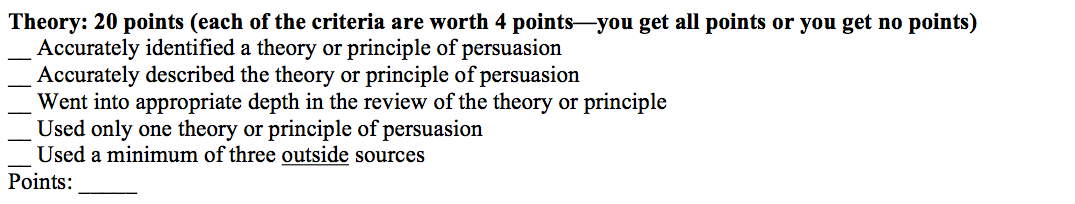 Theory: 20 points (each of the criteria are worth 4 points—you get all points or you get no points)
__ Accurately identified a theory or principle of persuasion
__ Accurately described the theory or principle of persuasion
__ Went into appropriate depth in the review of the theory or principle
__ Used only one theory or principle of persuasion
__ Used a minimum of three outside sources
Points: _____